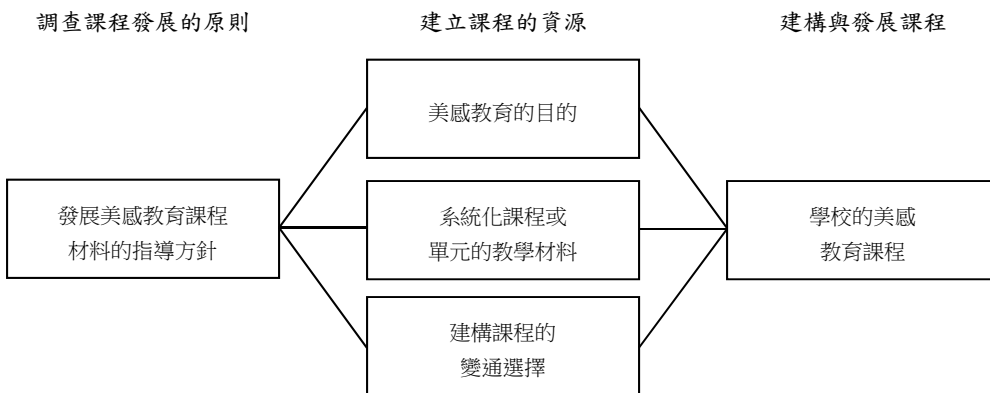 調查課程發展的原則
建立課程的資源
建構與發展課程
美感教育的目的
發展美感教育課程
材料的指導方針
系統化課程或
單元的教學材料
學校的美感
教育課程
建構課程的
變通選擇